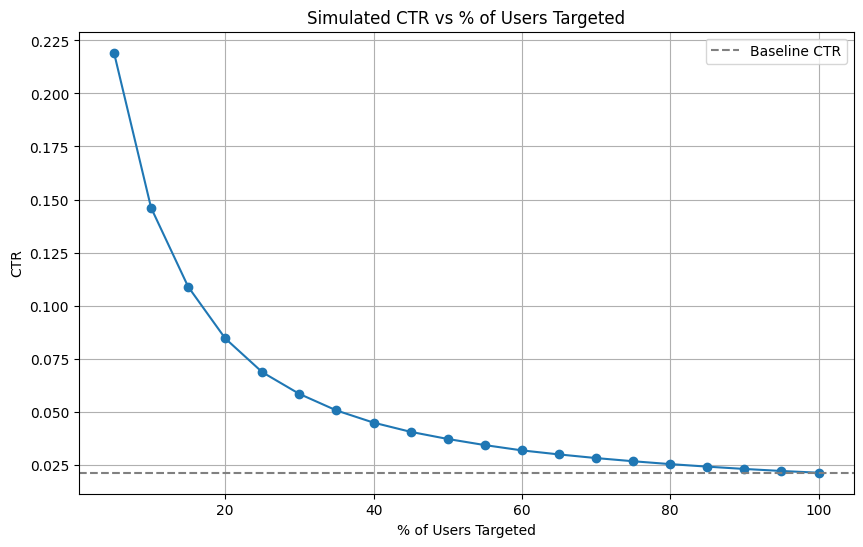 Simulated CTR vs % of Users Targeted
Baseline CTR
CTR
0.225
0.200
0.175
0.150
0.125
0.100
0.075
0.050
0.025
20 40 60 80 100
% of Users Targeted